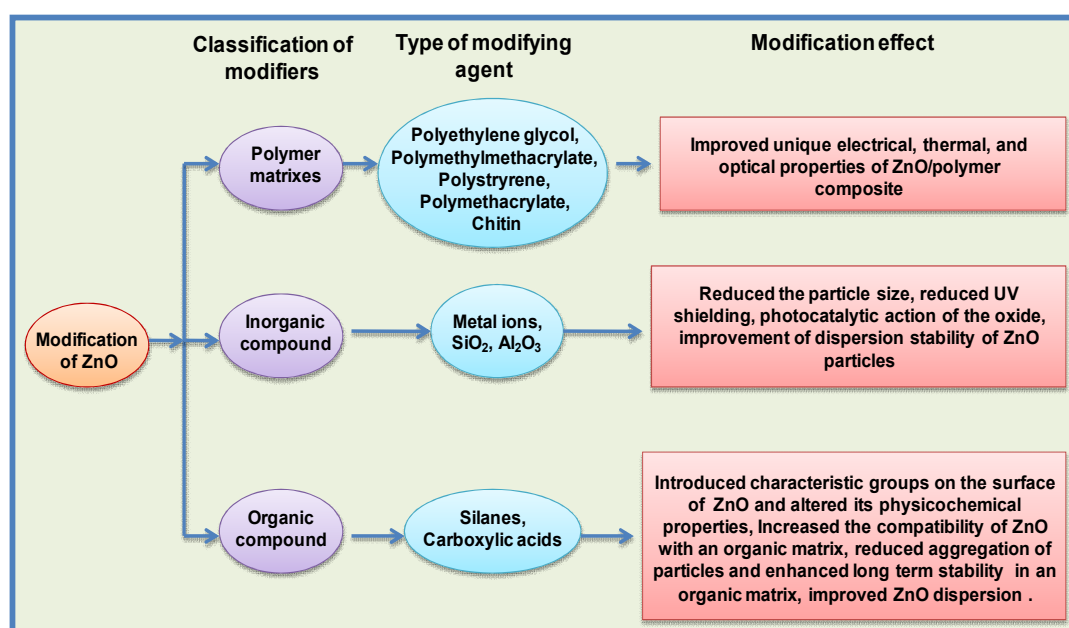 Classification of
modifiers
Type of modifying
agent
Modification effect
Modification
of ZnO
Polymer
matrixes
Polyethylene glycol,
Polymethylmethacrylate,
Polystryrene,
Polymethacrylate,
Chitin
Improved unique electrical, thermal, and
optical properties of ZnO/polymer
composite
Inorganic
compound
Metal ions,
SiO₂, Al₂O₃
Reduced the particle size, reduced UV
shielding, photocatalytic action of the oxide,
improvement of dispersion stability of ZnO
particles
Organic
compound
Silanes,
Carboxylic acids
Introduced characteristic groups on the surface
of ZnO and altered its physicochemical
properties, Increased the compatibility of ZnO
with an organic matrix, reduced aggregation of
particles and enhanced long term stability in an
organic matrix, improved ZnO dispersion .